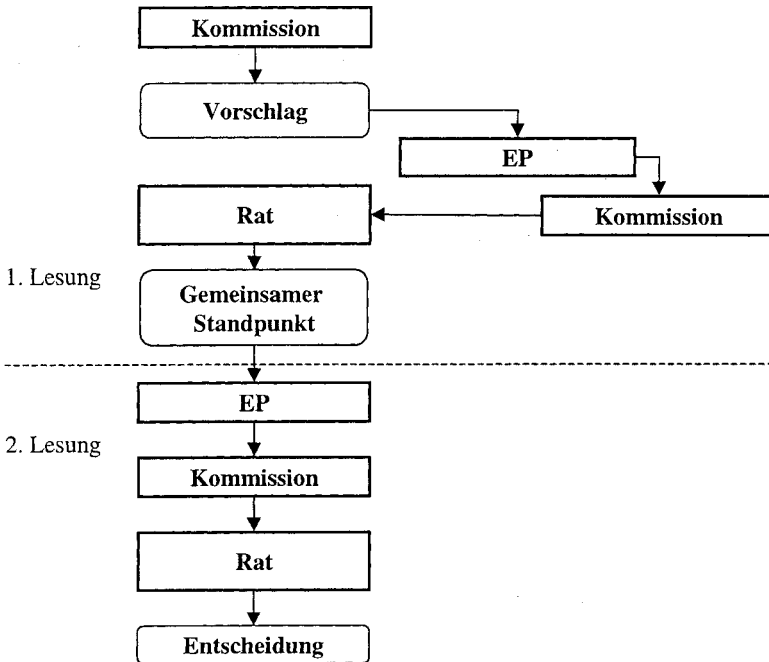 Kommission
Vorschlag
EP
Rat
Kommission
1. Lesung
Gemeinsamer
Standpunkt
EP
2. Lesung
Kommission
Rat
Entscheidung